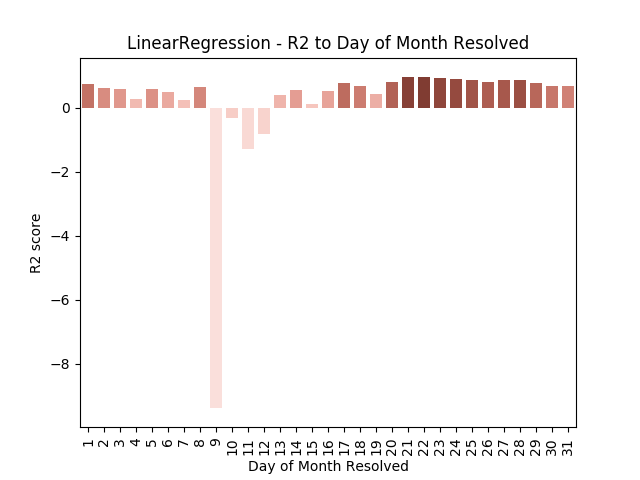 LinearRegression - R2 to Day of Month Resolved
0
−2
−4
−6
−8
R2 score
1 2 3 4 5 6 7 8 9 10 11 12 13 14 15 16 17 18 19 20 21 22 23 24 25 26 27 28 29 30 31
Day of Month Resolved